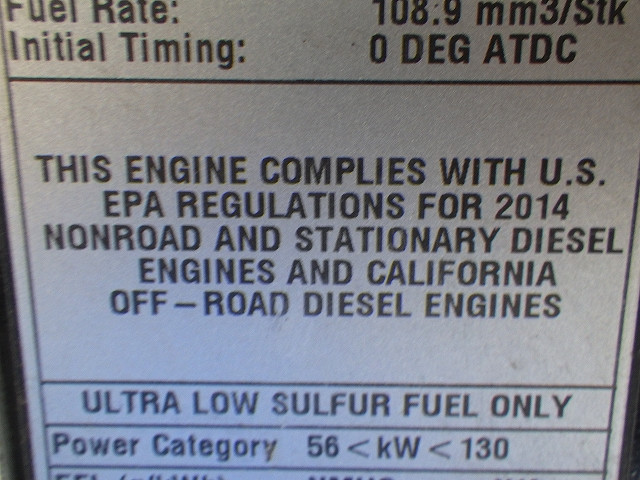 Fuel Rate: 108.9 mm3/Stk
Initial Timing: 0 DEG ATDC
THIS ENGINE COMPLIES WITH U.S.
EPA REGULATIONS FOR 2014
NONROAD AND STATIONARY DIESEL
ENGINES AND CALIFORNIA
OFF-ROAD DIESEL ENGINES
ULTRA LOW SULFUR FUEL ONLY
Power Category 56 < kW < 130